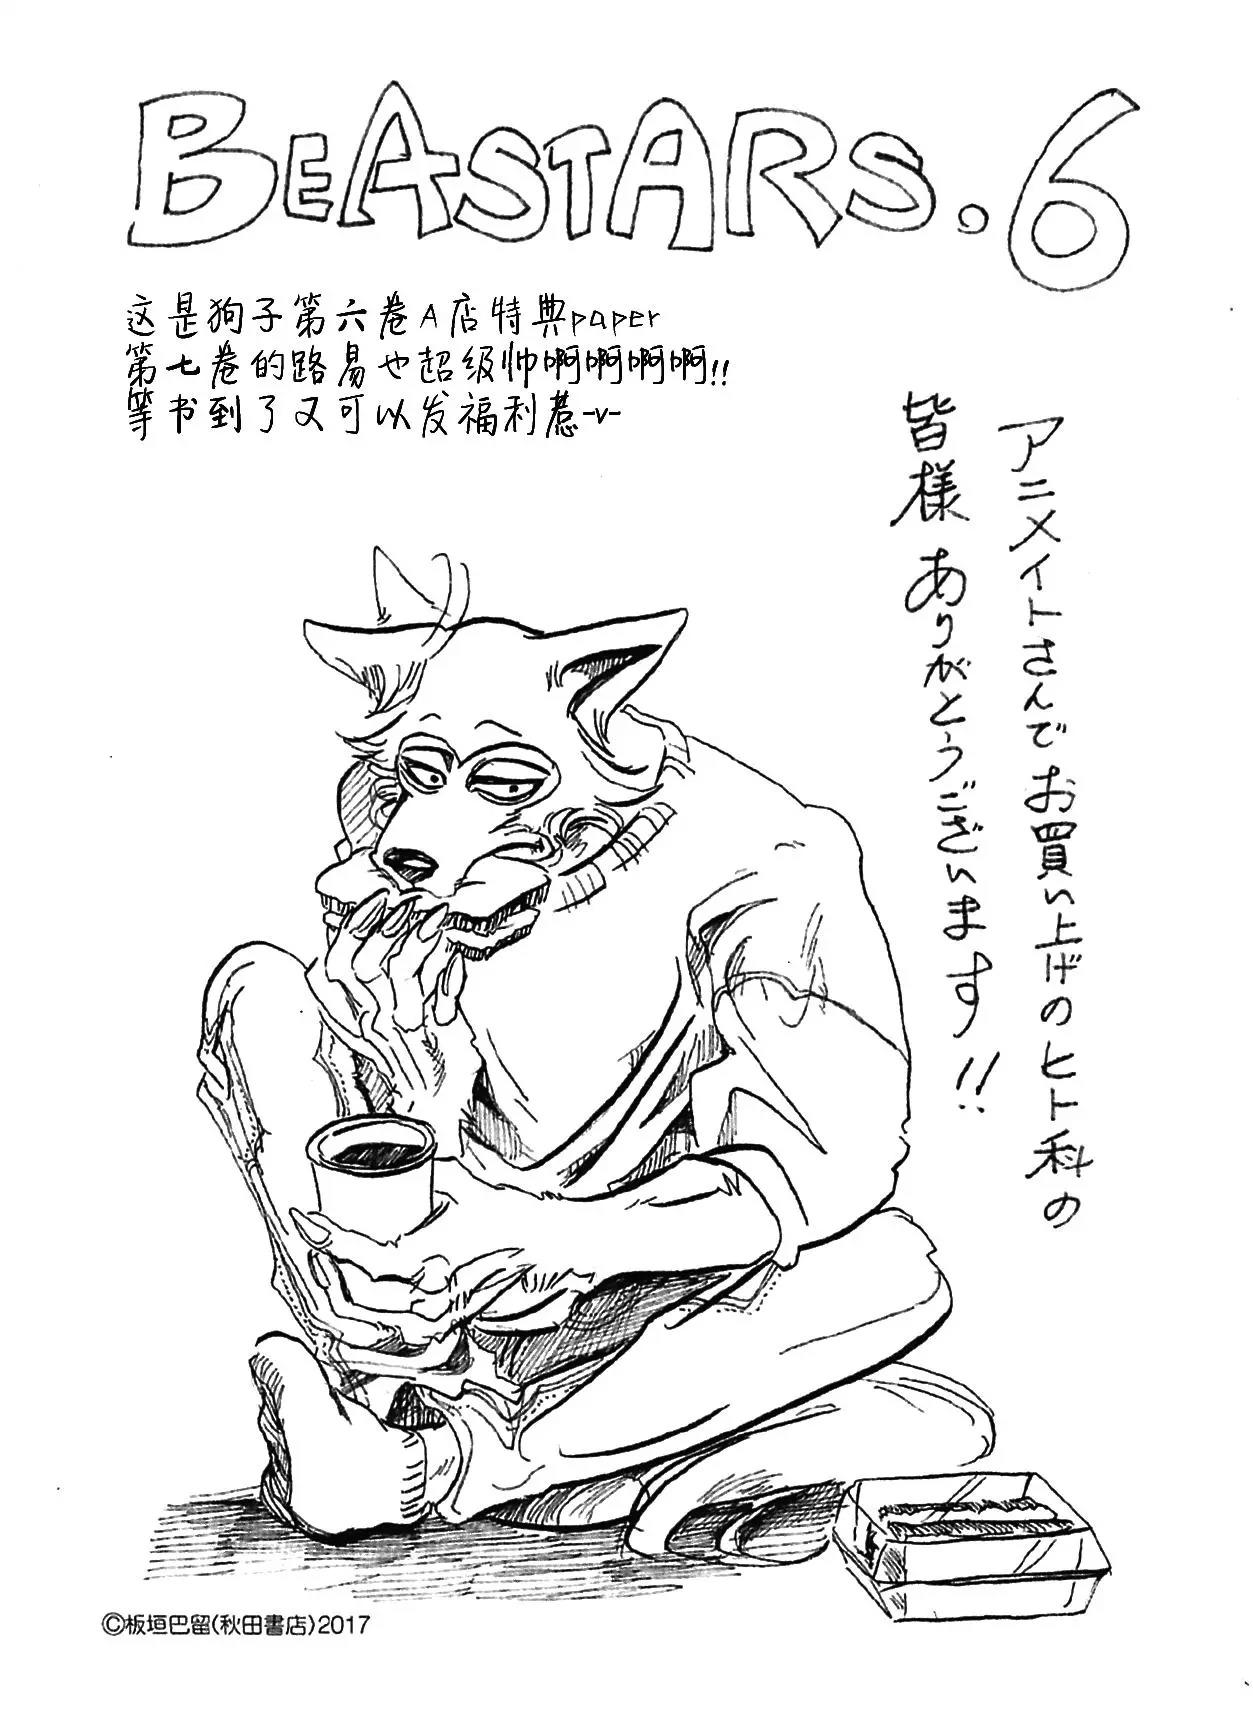 BEASTARS.6
这是狗子第六卷A店特典paper
第七卷的路易也超级帅啊啊啊啊!!
等书到了又可以发福利惹-v-
アニメイトさんでお買い上げのヒト科の
皆様ありがとうございます!!
©板垣巴留(秋田書店)2017